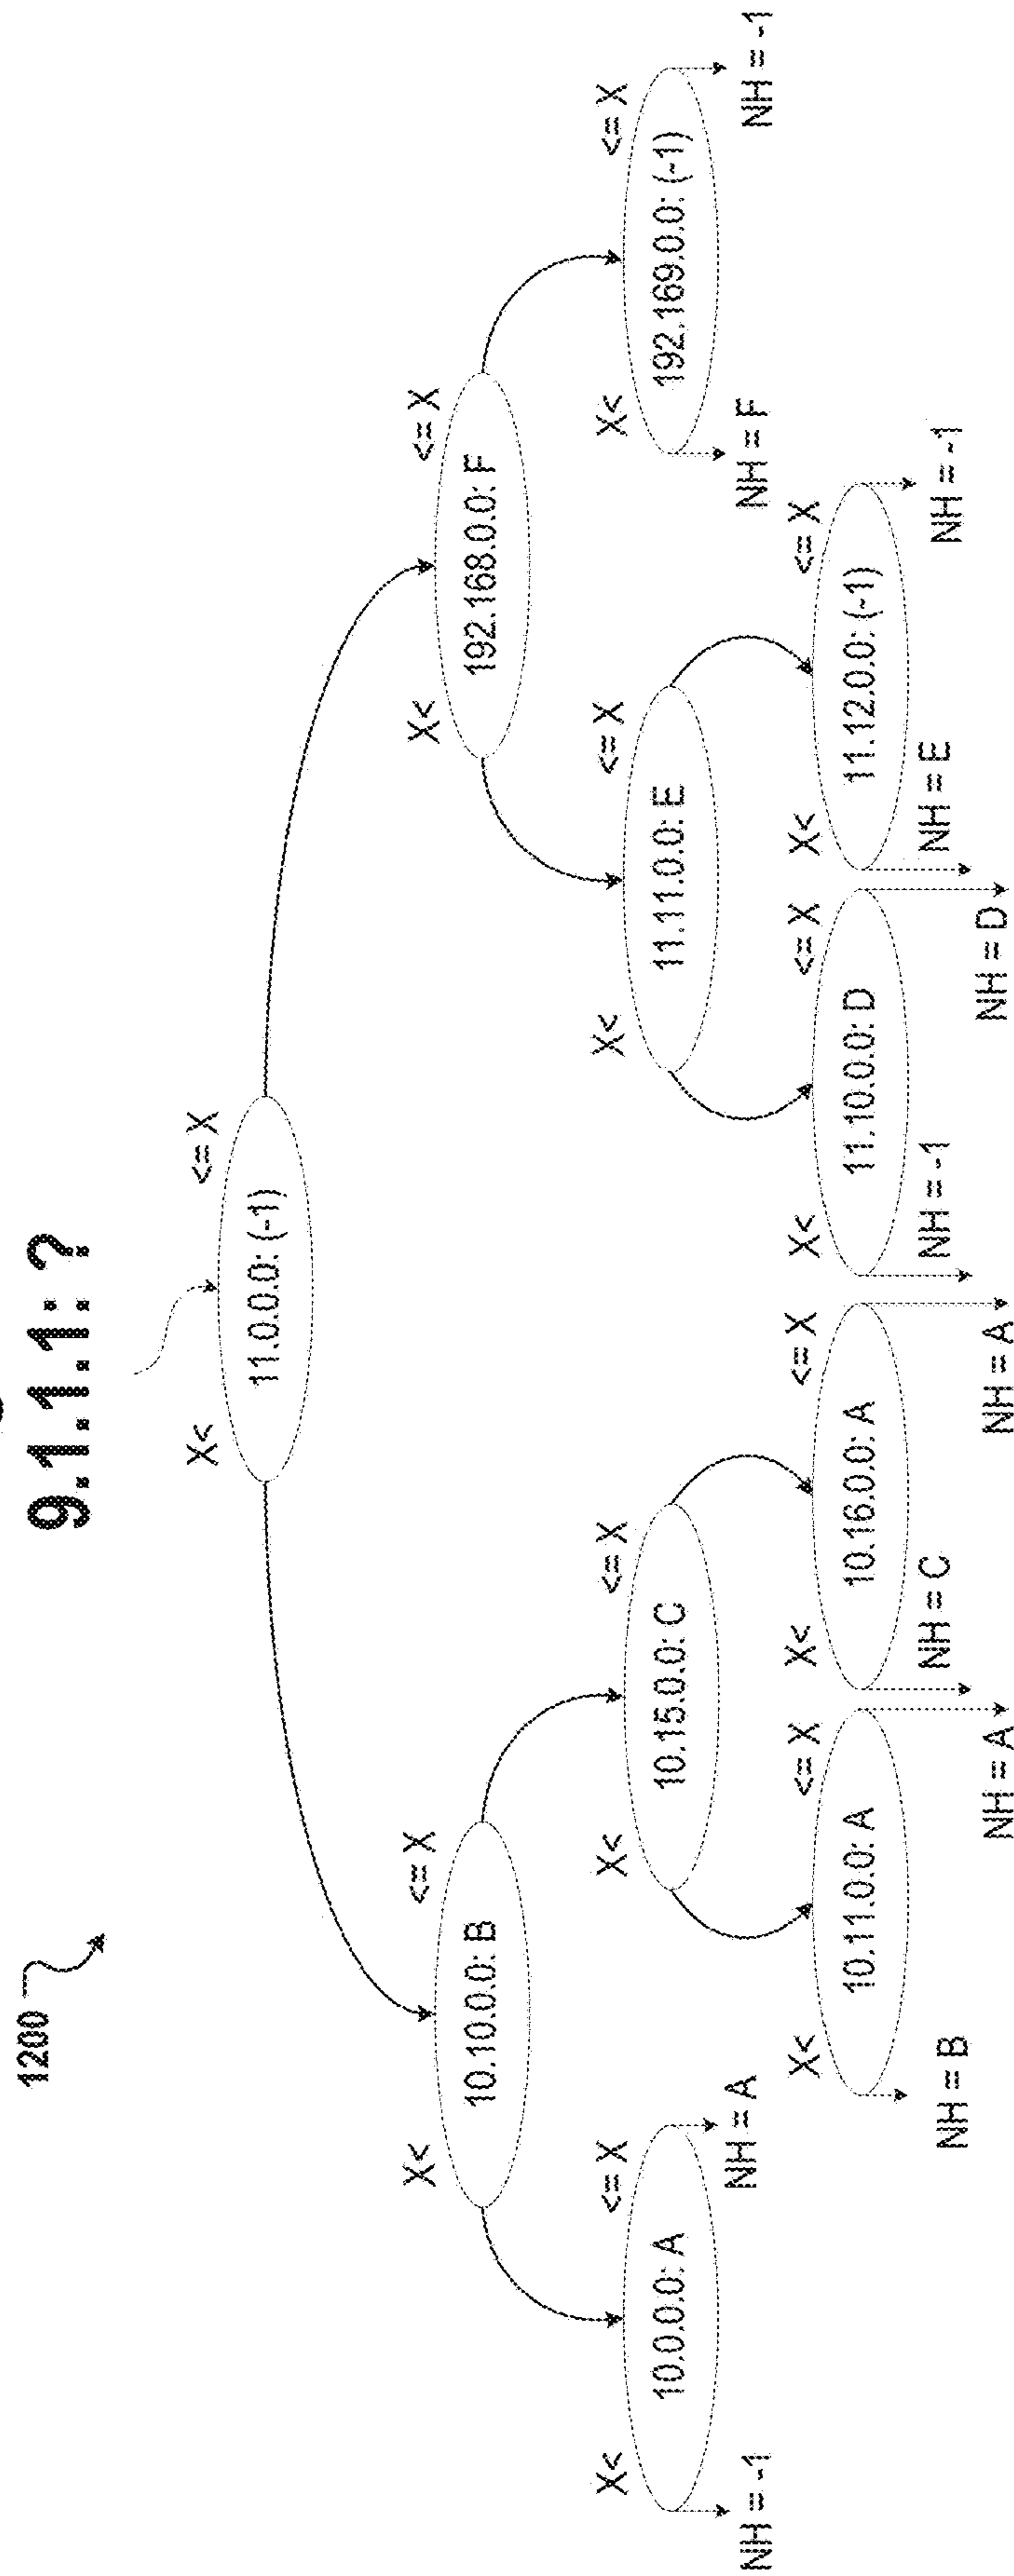 9.1.1.1: ?
1200
X<
<= X
11.0.0.0: (-1)
X<
<= X
10.10.0.0: B
X<
<= X
192.168.0.0: F
X<
<= X
10.0.0.0: A
NH = -1
NH = A
X<
<= X
10.15.0.0: C
X<
<= X
11.11.0.0: E
X<
<= X
192.169.0.0: (-1)
NH = F
NH = -1
X<
<= X
10.11.0.0: A
NH = B
NH = A
X<
<= X
10.16.0.0: A
NH = C
NH = A
X<
<= X
11.10.0.0: D
NH = -1
NH = D
X<
<= X
11.12.0.0: (-1)
NH = E
NH = -1